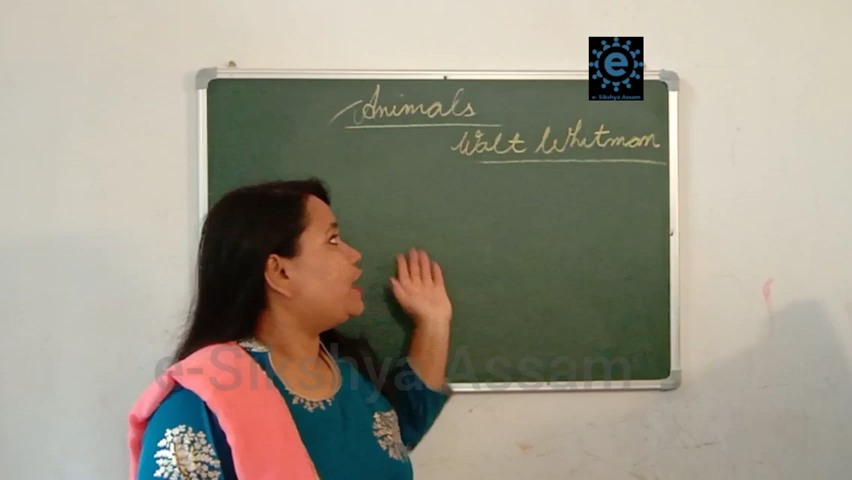 e
e- Sikshya Assam
Animals
Walt Whitman
e-Sikshya Assam